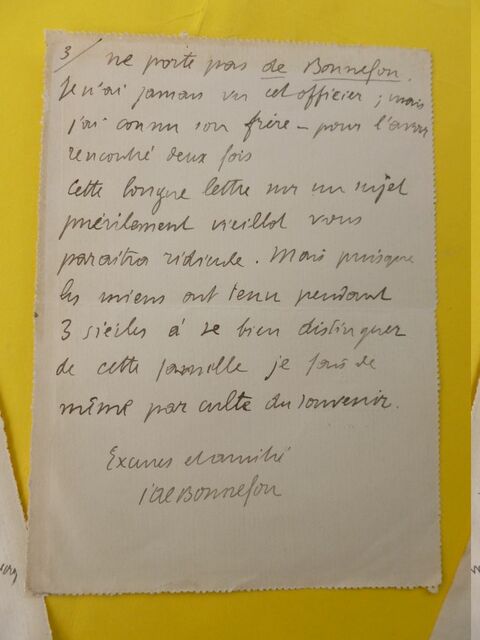 3/
ne porte pas de Bonnefon.
Je n'ai jamais vu cet officier ; mais
j'ai connu son frère – pour l'avoir
rencontré deux fois
Cette longue lettre sur un sujet
puérilement vieillot vous
paraîtra ridicule. Mais puisque
les miens ont tenu pendant
3 siècles à se bien distinguer
de cette famille je fais de
même par culte du souvenir.
Excuses et amitié
J de Bonnefon